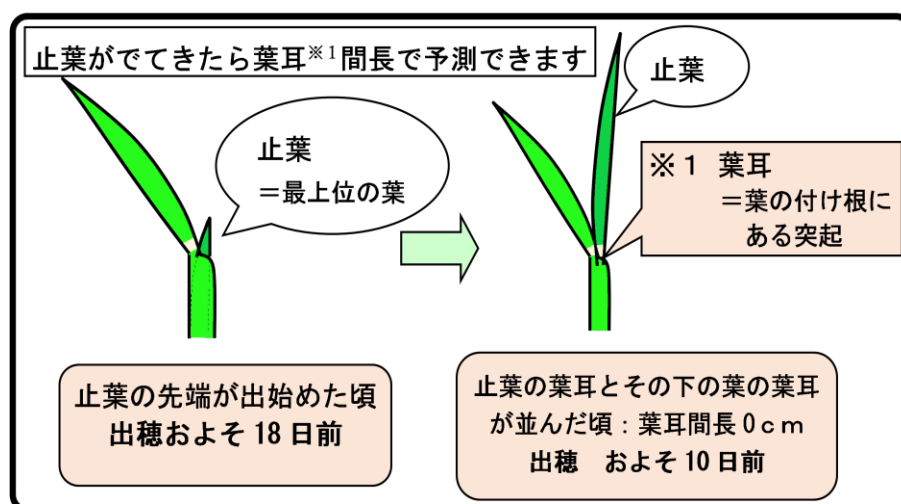 止葉がでてきたら葉耳※1間長で予測できます
止葉
＝最上位の葉
止葉
※１　葉耳
＝葉の付け根に
ある突起
止葉の先端が出始めた頃
出穂およそ 18 日前
止葉の葉耳とその下の葉の葉耳
が並んだ頃：葉耳間長０ｃｍ
出穂　およそ 10 日前